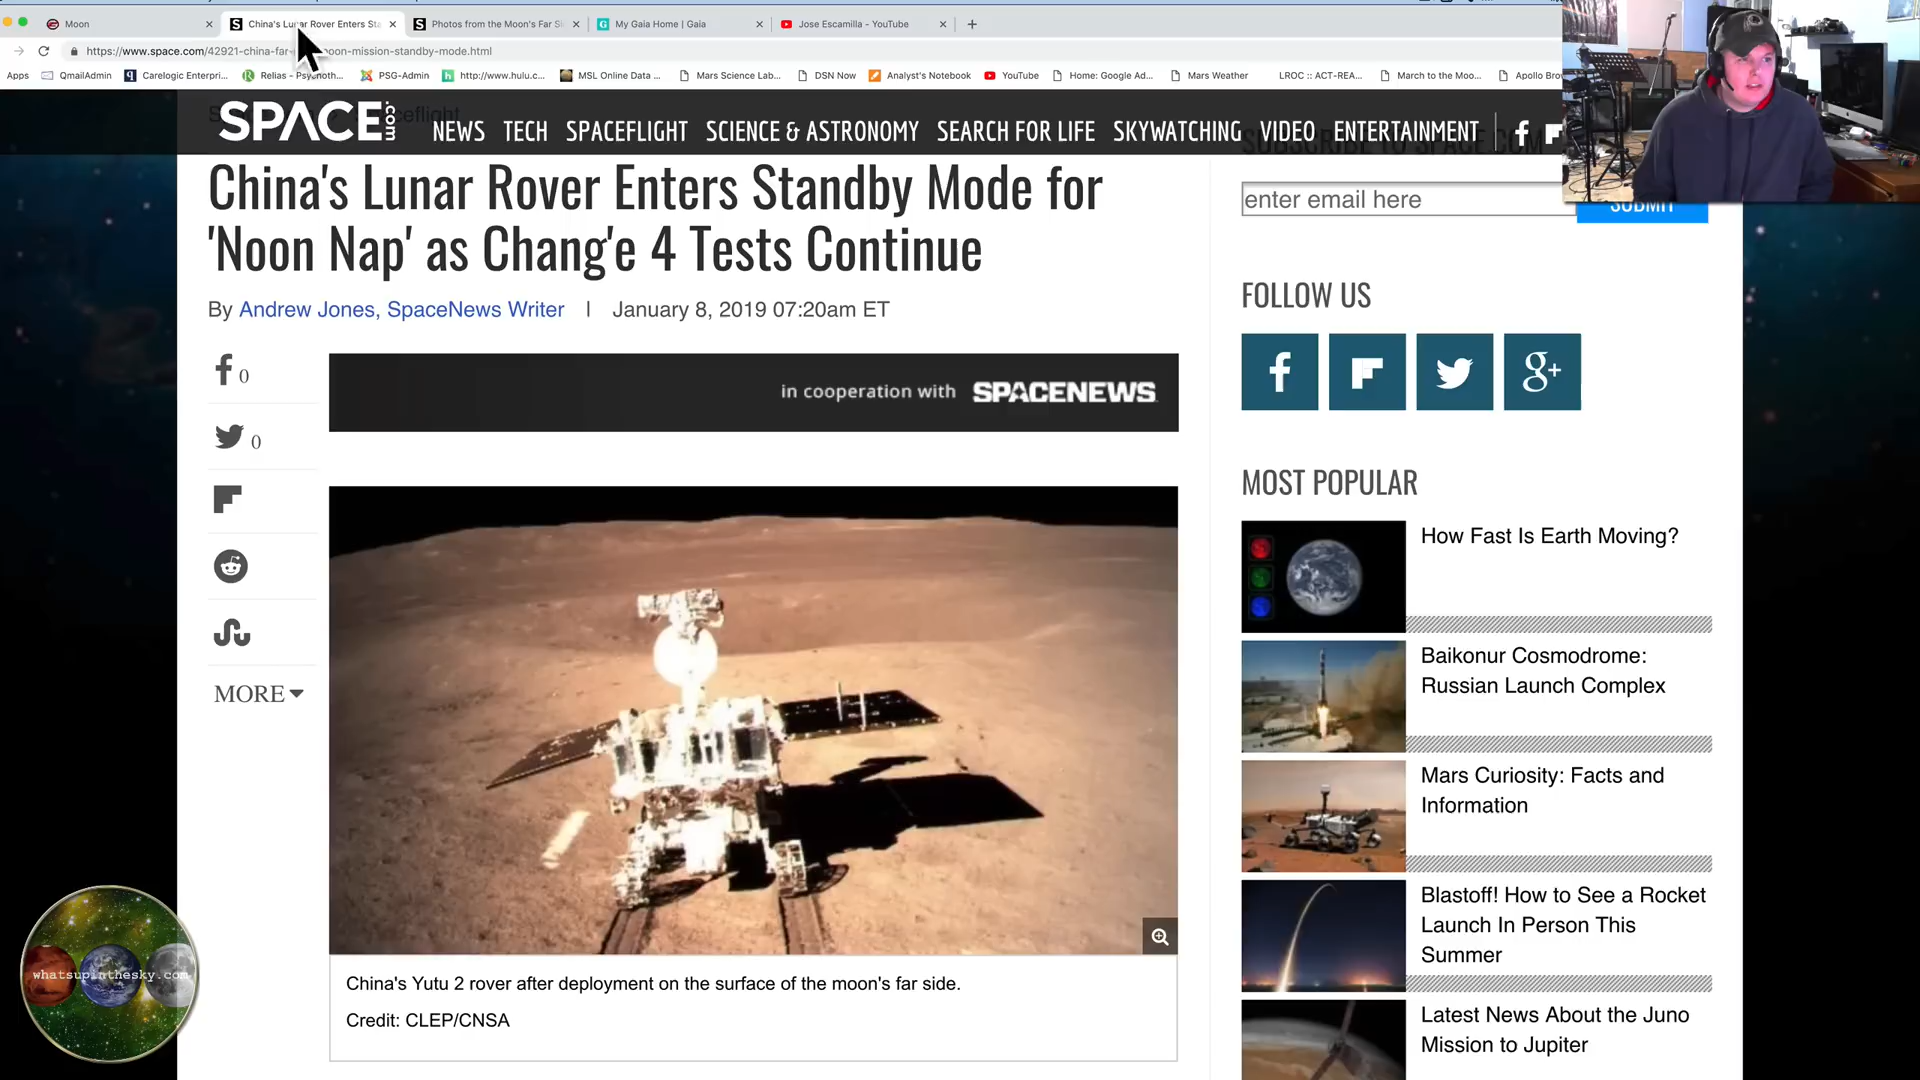 Moon
China's Lunar Rover Enters Sta
Photos from the Moon's Far Si
My Gaia Home | Gaia
Jose Escamilla - YouTube
https://www.space.com/42921-china-far-
oon-mission-standby-mode.html
Apps
QmailAdmin
Carelogic Enterpri...
Relias - Psychoth...
PSG-Admin
http://www.hulu.c...
MSL Online Data ...
Mars Science Lab...
DSN Now
Analyst's Notebook
YouTube
Home: Google Ad...
Mars Weather
LROC :: ACT-REA...
March to the Moo...
Apollo Bro
SPACE.com
NEWS
TECH
SPACEFLIGHT
SCIENCE & ASTRONOMY
SEARCH FOR LIFE
SKYWATCHING
VIDEO
ENTERTAINMENT
China's Lunar Rover Enters Standby Mode for
'Noon Nap' as Chang'e 4 Tests Continue
By Andrew Jones, SpaceNews Writer | January 8, 2019 07:20am ET
0
0
MORE
in cooperation with SPACENEWS
China's Yutu 2 rover after deployment on the surface of the moon's far side.
Credit: CLEP/CNSA
enter email here
SUBMIT
FOLLOW US
g+
MOST POPULAR
How Fast Is Earth Moving?
Baikonur Cosmodrome:
Russian Launch Complex
Mars Curiosity: Facts and
Information
Blastoff! How to See a Rocket
Launch In Person This
Summer
Latest News About the Juno
Mission to Jupiter
whatsupinthesky.com